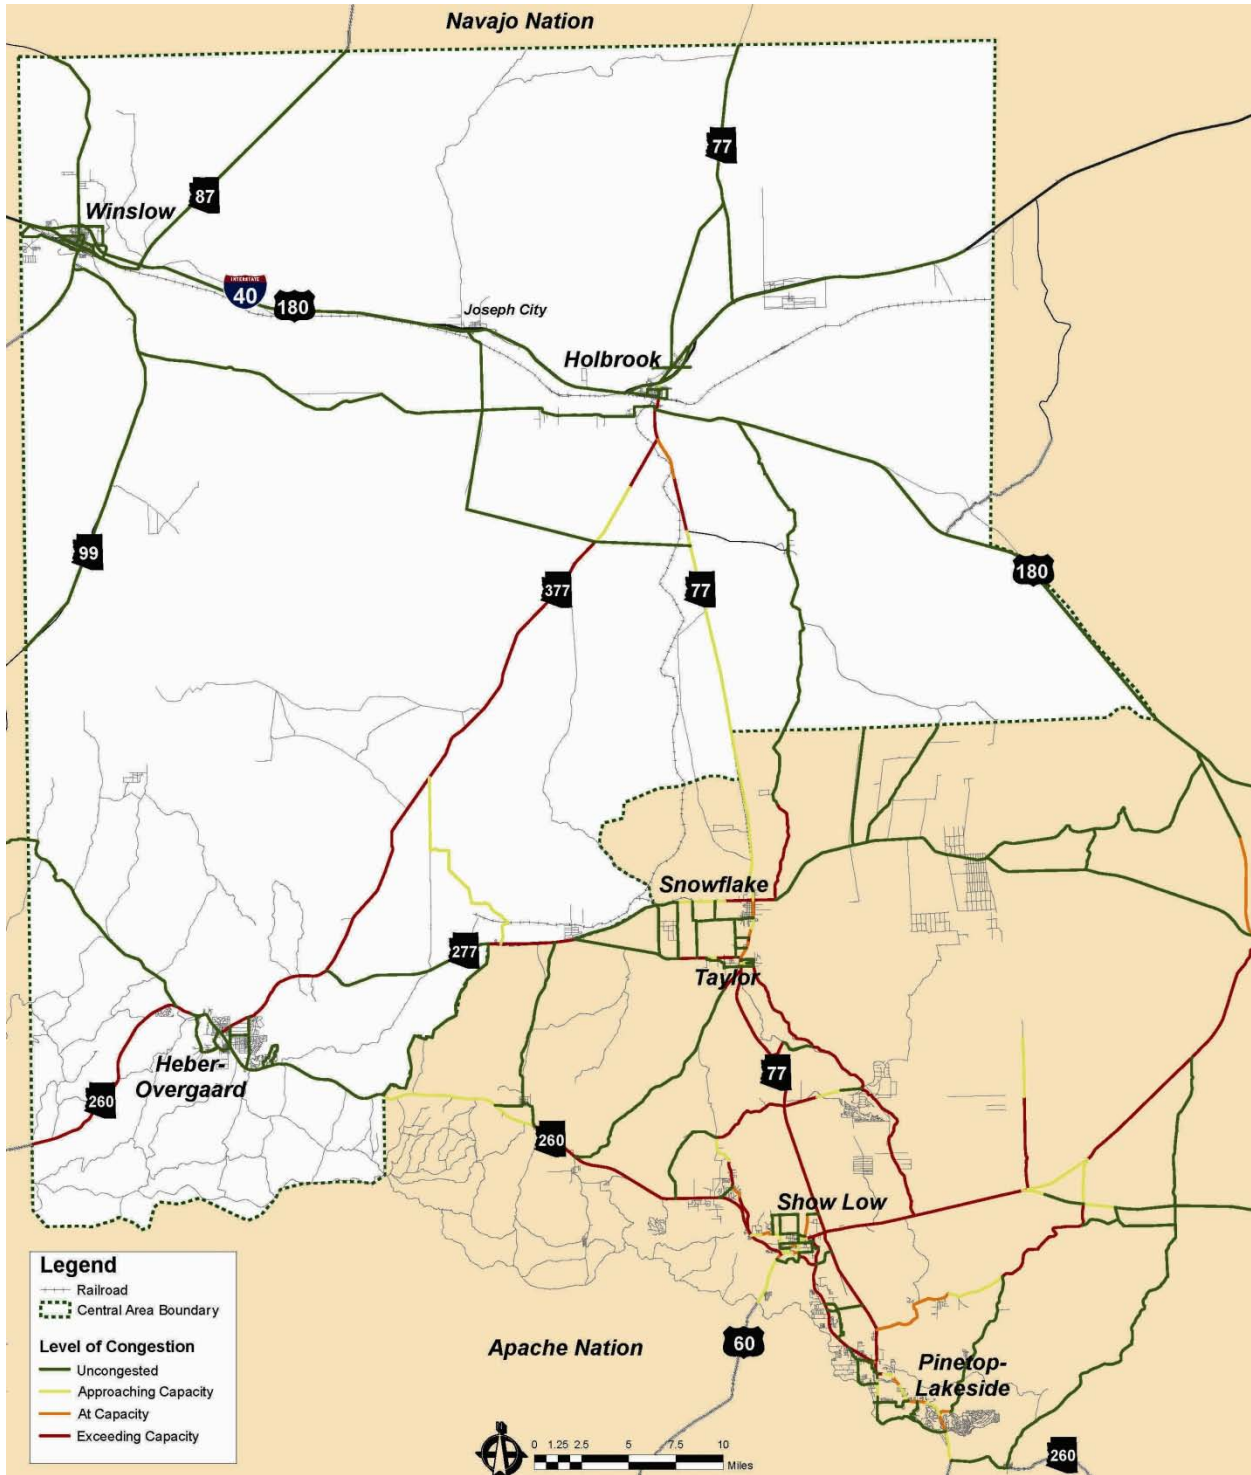 Navajo Nation
77
87
Winslow
INTERSTATE
40
180
Joseph City
Holbrook
99
377
77
180
Snowflake
277
Taylor
Heber-
Overgaard
77
260
260
Show Low
Legend
Railroad
Central Area Boundary
Level of Congestion
Uncongested
Approaching Capacity
At Capacity
Exceeding Capacity
Apache Nation
60
Pinetop-
Lakeside
N
0 1.25 2.5 5 7.5 10
Miles
260